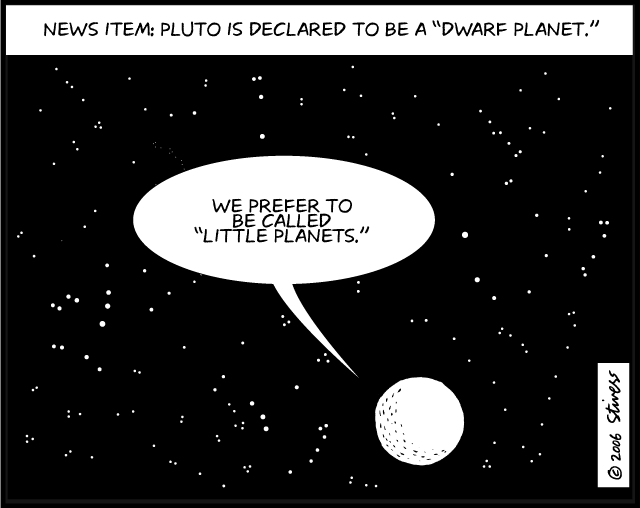 NEWS ITEM: PLUTO IS DECLARED TO BE A “DWARF PLANET.”
WE PREFER TO
BE CALLED
“LITTLE PLANETS.”
© 2006 Stivers